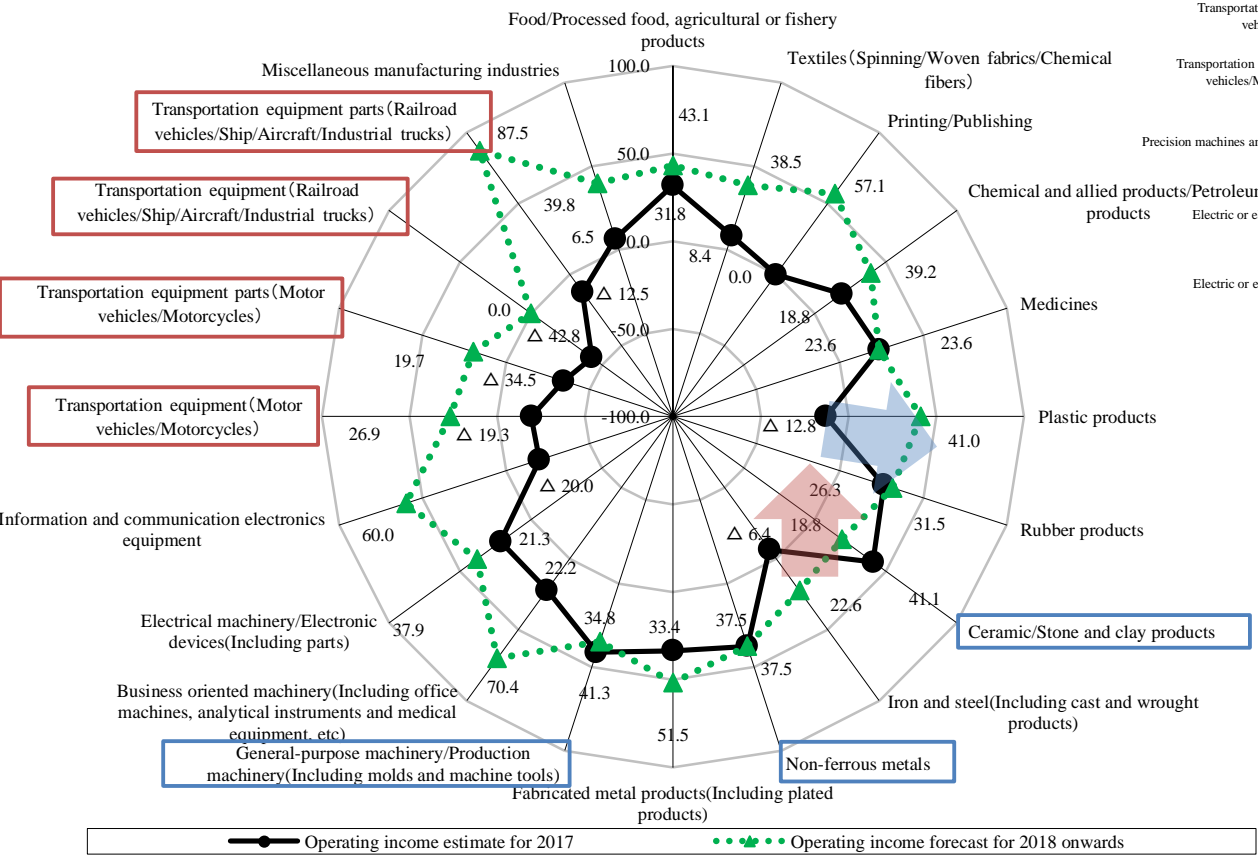 Food/Processed food, agricultural or fishery
products
Textiles（Spinning/Woven fabrics/Chemical
fibers）
Printing/Publishing
Chemical and allied products/Petroleum
products
Medicines
Plastic products
Rubber products
Ceramic/Stone and clay products
Iron and steel(Including cast and wrought
products)
Non-ferrous metals
Fabricated metal products(Including plated
products)
General-purpose machinery/Production
machinery(Including molds and machine tools)
Business oriented machinery(Including office
machines, analytical instruments and medical
equipment, etc)
Electrical machinery/Electronic
devices(Including parts)
Information and communication electronics
equipment
Transportation equipment（Motor
vehicles/Motorcycles）
Transportation equipment parts（Motor
vehicles/Motorcycles）
Transportation equipment（Railroad
vehicles/Ship/Aircraft/Industrial trucks）
Transportation equipment parts（Railroad
vehicles/Ship/Aircraft/Industrial trucks）
Miscellaneous manufacturing industries
100.0
50.0
0.0
-50.0
-100.0
43.1
38.5
57.1
39.2
23.6
41.0
31.5
22.6
41.1
37.5
51.5
41.3
70.4
37.9
60.0
26.9
19.7
0.0
87.5
39.8
31.8
8.4
0.0
18.8
23.6
△ 12.8
26.3
18.8
△ 6.4
37.5
33.4
34.8
22.2
21.3
△ 20.0
△ 19.3
△ 34.5
△ 42.8
△ 12.5
6.5
Operating income estimate for 2017
Operating income forecast for 2018 onwards
Transportat
veh
Transportation
vehicles/M
Precision machines an
Electric or e
Electric or e